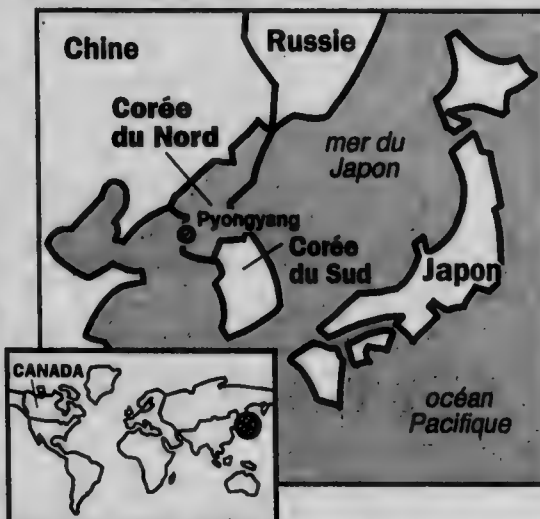 Chine
Russie
Corée
du Nord
mer du
Japon
Pyongyang
Corée
du Sud
Japon
CANADA
océan
Pacifique